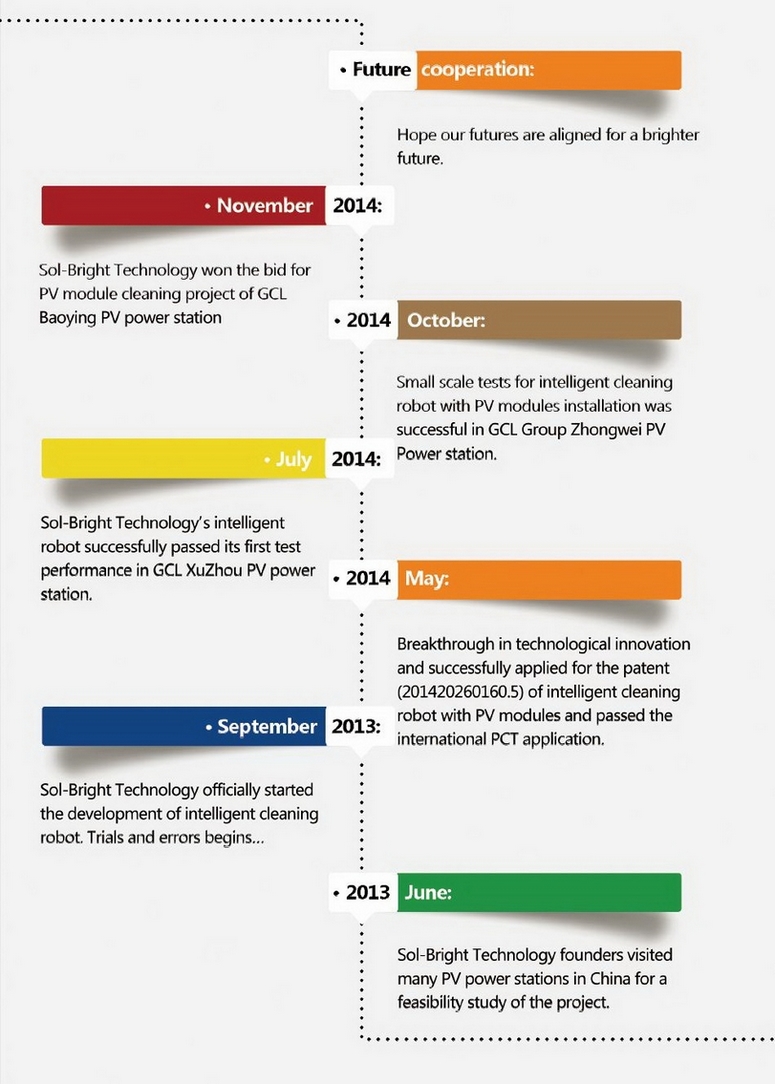 • Future cooperation:
Hope our futures are aligned for a brighter
future.
• November 2014:
Sol-Bright Technology won the bid for
PV module cleaning project of GCL
Baoying PV power station
• 2014 October:
Small scale tests for intelligent cleaning
robot with PV modules installation was
successful in GCL Group Zhongwei PV
Power station.
• July 2014:
Sol-Bright Technology's intelligent
robot successfully passed its first test
performance in GCL XuZhou PV power
station.
• 2014 May:
Breakthrough in technological innovation
and successfully applied for the patent
(201420260160.5) of intelligent cleaning
robot with PV modules and passed the
international PCT application.
• September 2013:
Sol-Bright Technology officially started
the development of intelligent cleaning
robot. Trials and errors begins...
• 2013 June:
Sol-Bright Technology founders visited
many PV power stations in China for a
feasibility study of the project.